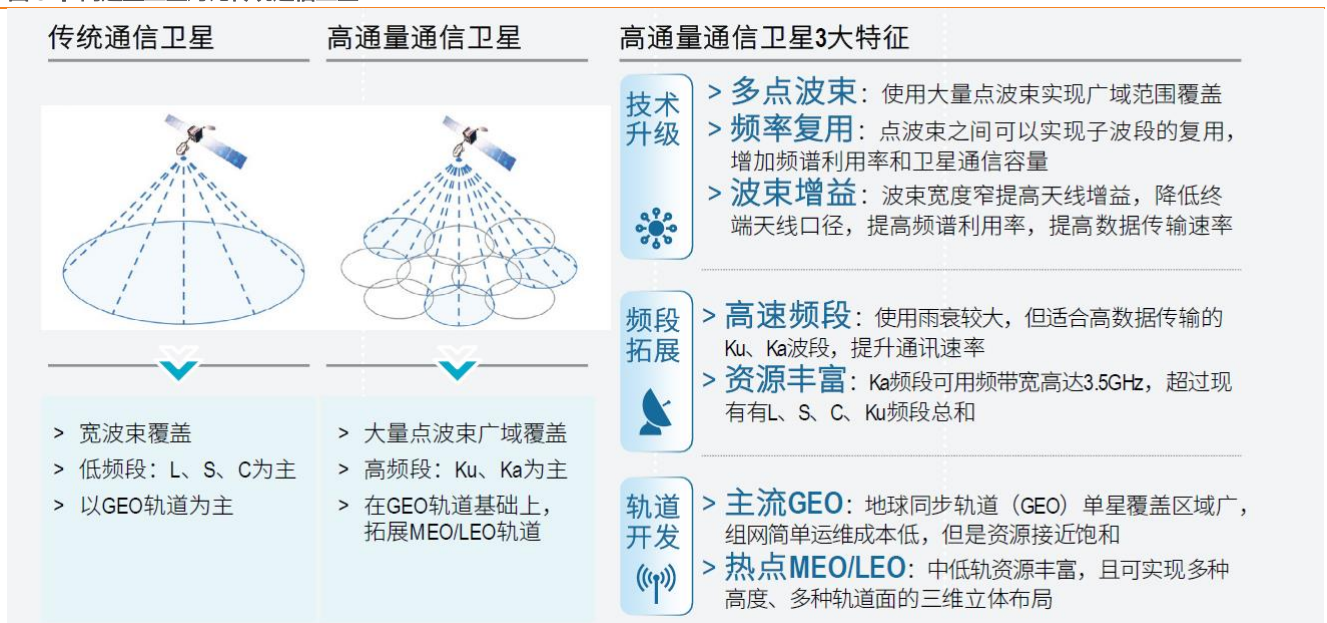 传统通信卫星
高通量通信卫星
高通量通信卫星3大特征
> 宽波束覆盖
> 低频段：L、S、C为主
> 以GEO轨道为主
> 大量点波束广域覆盖
> 高频段：Ku、Ka为主
> 在GEO轨道基础上，
拓展MEO/LEO轨道
技术
升级
> 多点波束：使用大量点波束实现广域范围覆盖
> 频率复用：点波束之间可以实现子波段的复用，
增加频谱利用率和卫星通信容量
> 波束增益：波束宽度窄提高天线增益，降低终
端天线口径，提高频谱利用率，提高数据传输速率
频段
拓展
> 高速频段：使用雨衰较大，但适合高数据传输的
Ku、Ka波段，提升通讯速率
> 资源丰富：Ka频段可用频带宽高达3.5GHz，超过现
有有L、S、C、Ku频段总和
轨道
开发
> 主流GEO：地球同步轨道（GEO）单星覆盖区域广，
组网简单运维成本低，但是资源接近饱和
> 热点MEO/LEO：中低轨资源丰富，且可实现多种
高度、多种轨道面的三维立体布局